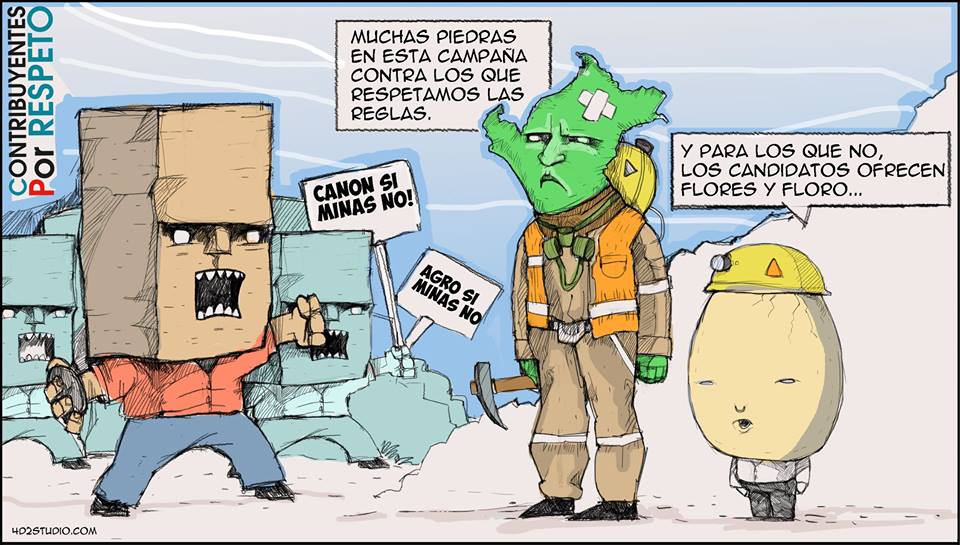 CONTRIBUYENTES
Por RESPETO
MUCHAS PIEDRAS
EN ESTA CAMPAÑA
CONTRA LOS QUE
RESPETAMOS LAS
REGLAS.
Y PARA LOS QUE NO,
LOS CANDIDATOS OFRECEN
FLORES Y FLORO...
CANON SI
MINAS NO!
AGRO SI
MINAS NO
4D2STUDIO.COM